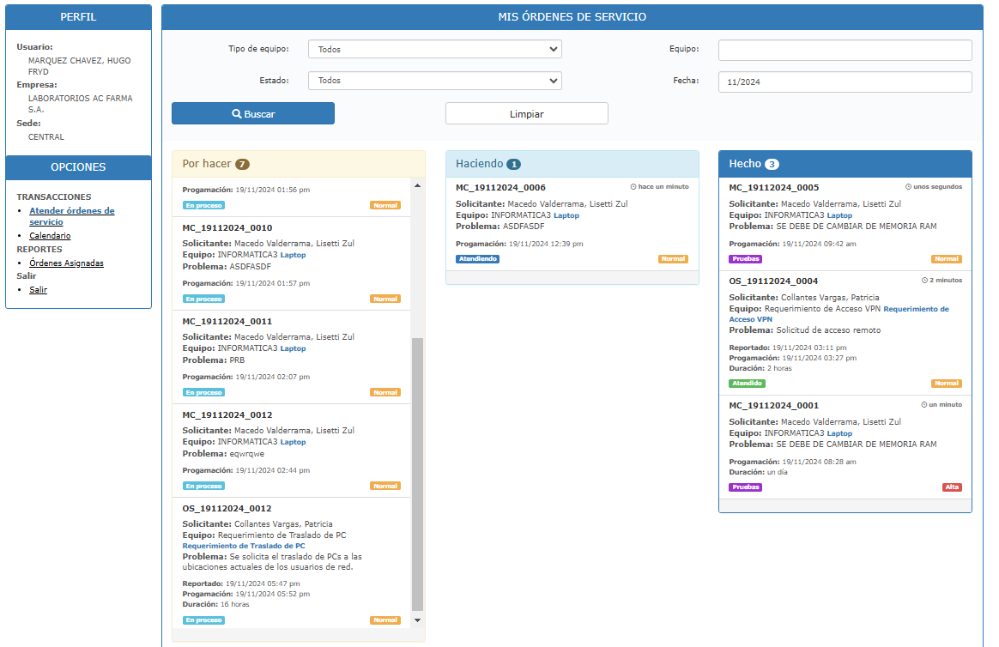 PERFIL
Usuario:
MARQUEZ CHAVEZ, HUGO
FRYD
Empresa:
LABORATORIOS AC FARMA
S.A.
Sede:
CENTRAL
OPCIONES
TRANSACCIONES
Atender órdenes de
servicio
Calendario
REPORTES
Órdenes Asignadas
Salir
Salir
MIS ÓRDENES DE SERVICIO
Tipo de equipo: Todos
Equipo:
Estado: Todos
Fecha: 11/2024
Buscar
Limpiar
Por hacer 7
Progamación: 19/11/2024 01:56 pm
En proceso Normal
MC_19112024_0010
Solicitante: Macedo Valderrama, Lisetti Zul
Equipo: INFORMATICA3 Laptop
Problema: ASDFASDF
Progamación: 19/11/2024 01:57 pm
En proceso Normal
MC_19112024_0011
Solicitante: Macedo Valderrama, Lisetti Zul
Equipo: INFORMATICA3 Laptop
Problema: PRB
Progamación: 19/11/2024 02:07 pm
En proceso Normal
MC_19112024_0012
Solicitante: Macedo Valderrama, Lisetti Zul
Equipo: INFORMATICA3 Laptop
Problema: eqwrqwe
Progamación: 19/11/2024 02:44 pm
En proceso Normal
OS_19112024_0012
Solicitante: Collantes Vargas, Patricia
Equipo: Requerimiento de Traslado de PC
Requerimiento de Traslado de PC
Problema: Se solicita el traslado de PCs a las
ubicaciones actuales de los usuarios de red.
Reportado: 19/11/2024 05:47 pm
Progamación: 19/11/2024 05:52 pm
Duración: 16 horas
En proceso Normal
Haciendo 1
MC_19112024_0006 hace un minuto
Solicitante: Macedo Valderrama, Lisetti Zul
Equipo: INFORMATICA3 Laptop
Problema: ASDFASDF
Progamación: 19/11/2024 12:39 pm
Atendiendo Normal
Hecho 3
MC_19112024_0005 unos segundos
Solicitante: Macedo Valderrama, Lisetti Zul
Equipo: INFORMATICA3 Laptop
Problema: SE DEBE DE CAMBIAR DE MEMORIA RAM
Progamación: 19/11/2024 09:42 am
Pruebas Normal
OS_19112024_0004 2 minutos
Solicitante: Collantes Vargas, Patricia
Equipo: Requerimiento de Acceso VPN Requerimiento de
Acceso VPN
Problema: Solicitud de acceso remoto
Reportado: 19/11/2024 03:11 pm
Progamación: 19/11/2024 03:27 pm
Duración: 2 horas
Atendido Normal
MC_19112024_0001 un minuto
Solicitante: Macedo Valderrama, Lisetti Zul
Equipo: INFORMATICA3 Laptop
Problema: SE DEBE DE CAMBIAR DE MEMORIA RAM
Progamación: 19/11/2024 08:28 am
Duración: un día
Pruebas Alta